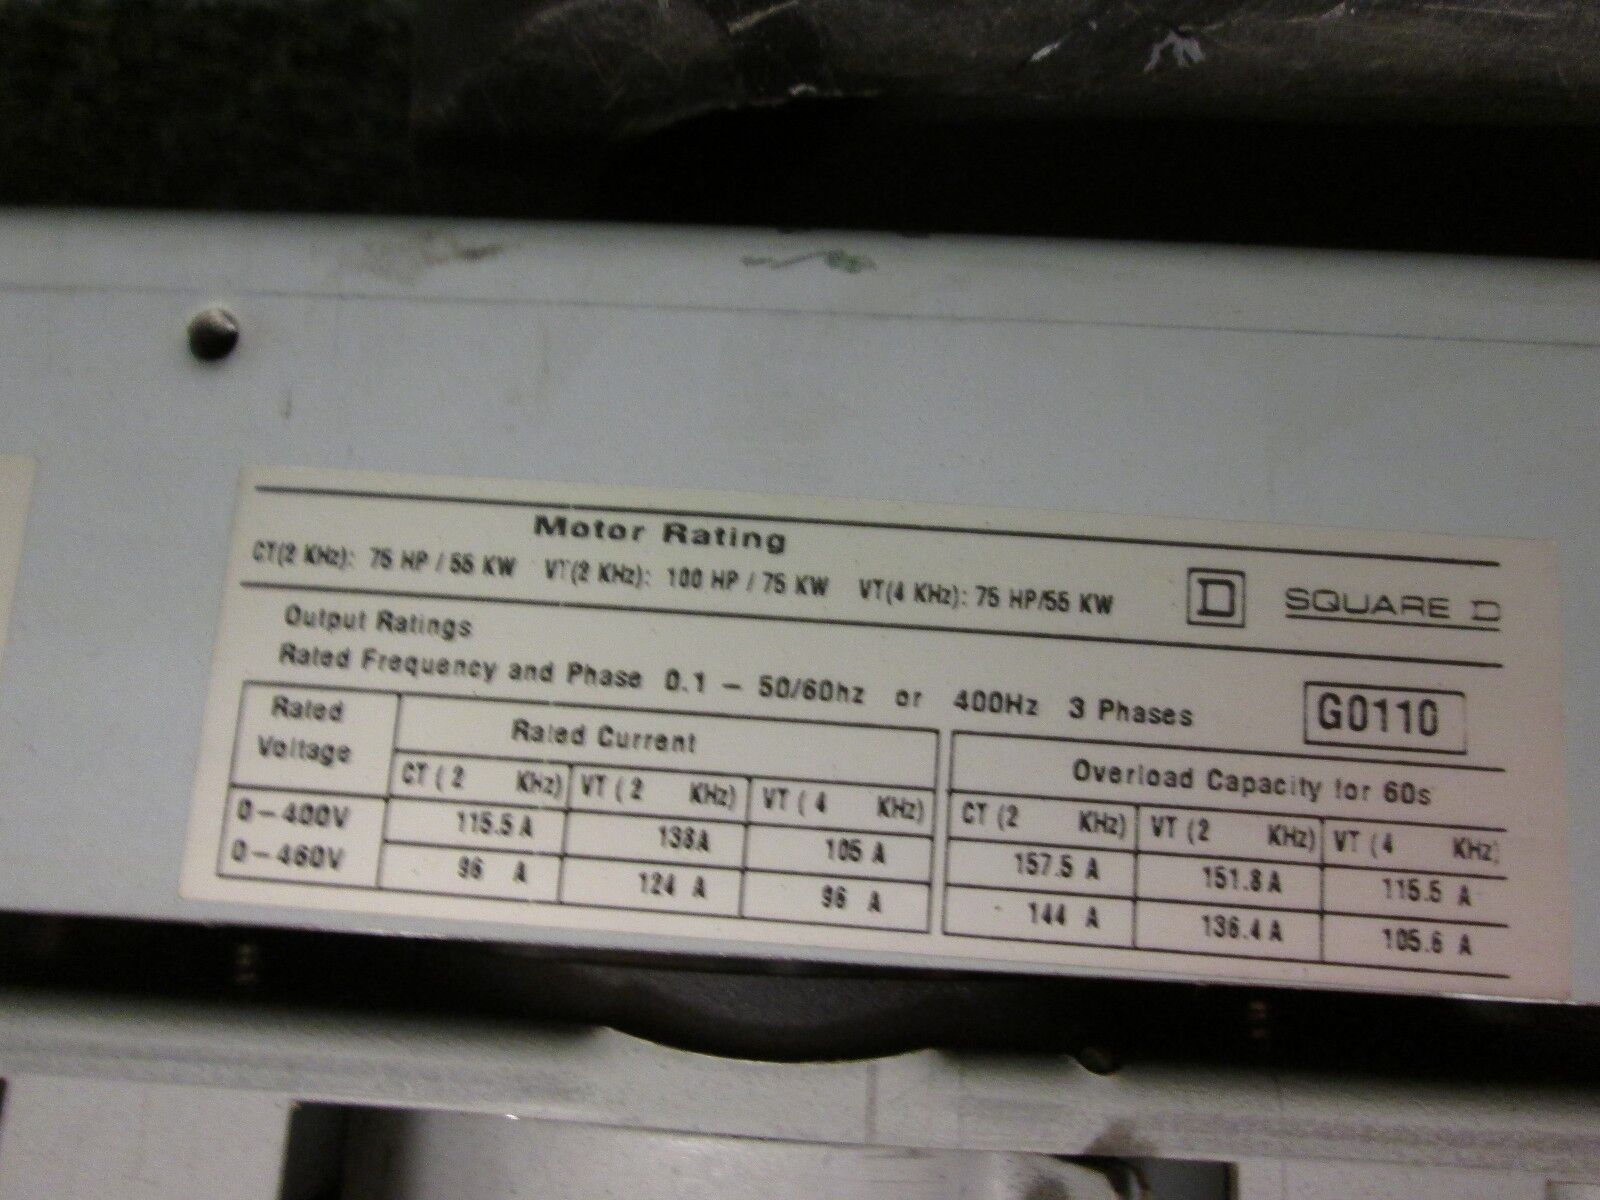 Motor Rating
CT(2 KHz): 75 HP / 55 KW VT(2 KHz): 100 HP / 75 KW VT(4 KHz): 75 HP/55 KW
D SQUARE D
Output Ratings
Rated Frequency and Phase 0.1 – 50/60hz or 400Hz 3 Phases
G0110
Rated Voltage
Rated Current
Overload Capacity for 60s
CT ( 2 KHz) VT ( 2 KHz) VT ( 4 KHz) CT (2 KHz) VT (2 KHz) VT (4 KHz)
0–400V 115.5 A 138A 105 A 157.5 A 151.8 A 115.5 A
0–460V 96 A 124 A 96 A 144 A 136.4 A 105.6 A